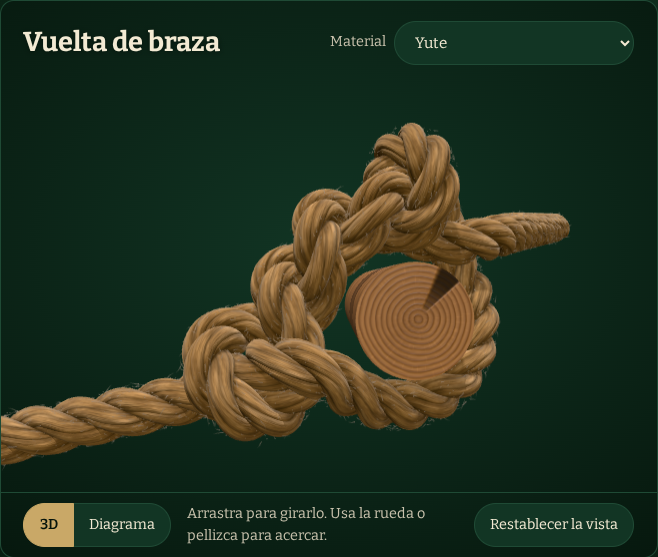 Vuelta de braza
Material
Yute
3D
Diagrama
Arrastra para girarlo. Usa la rueda o
pellizca para acercar.
Restablecer la vista